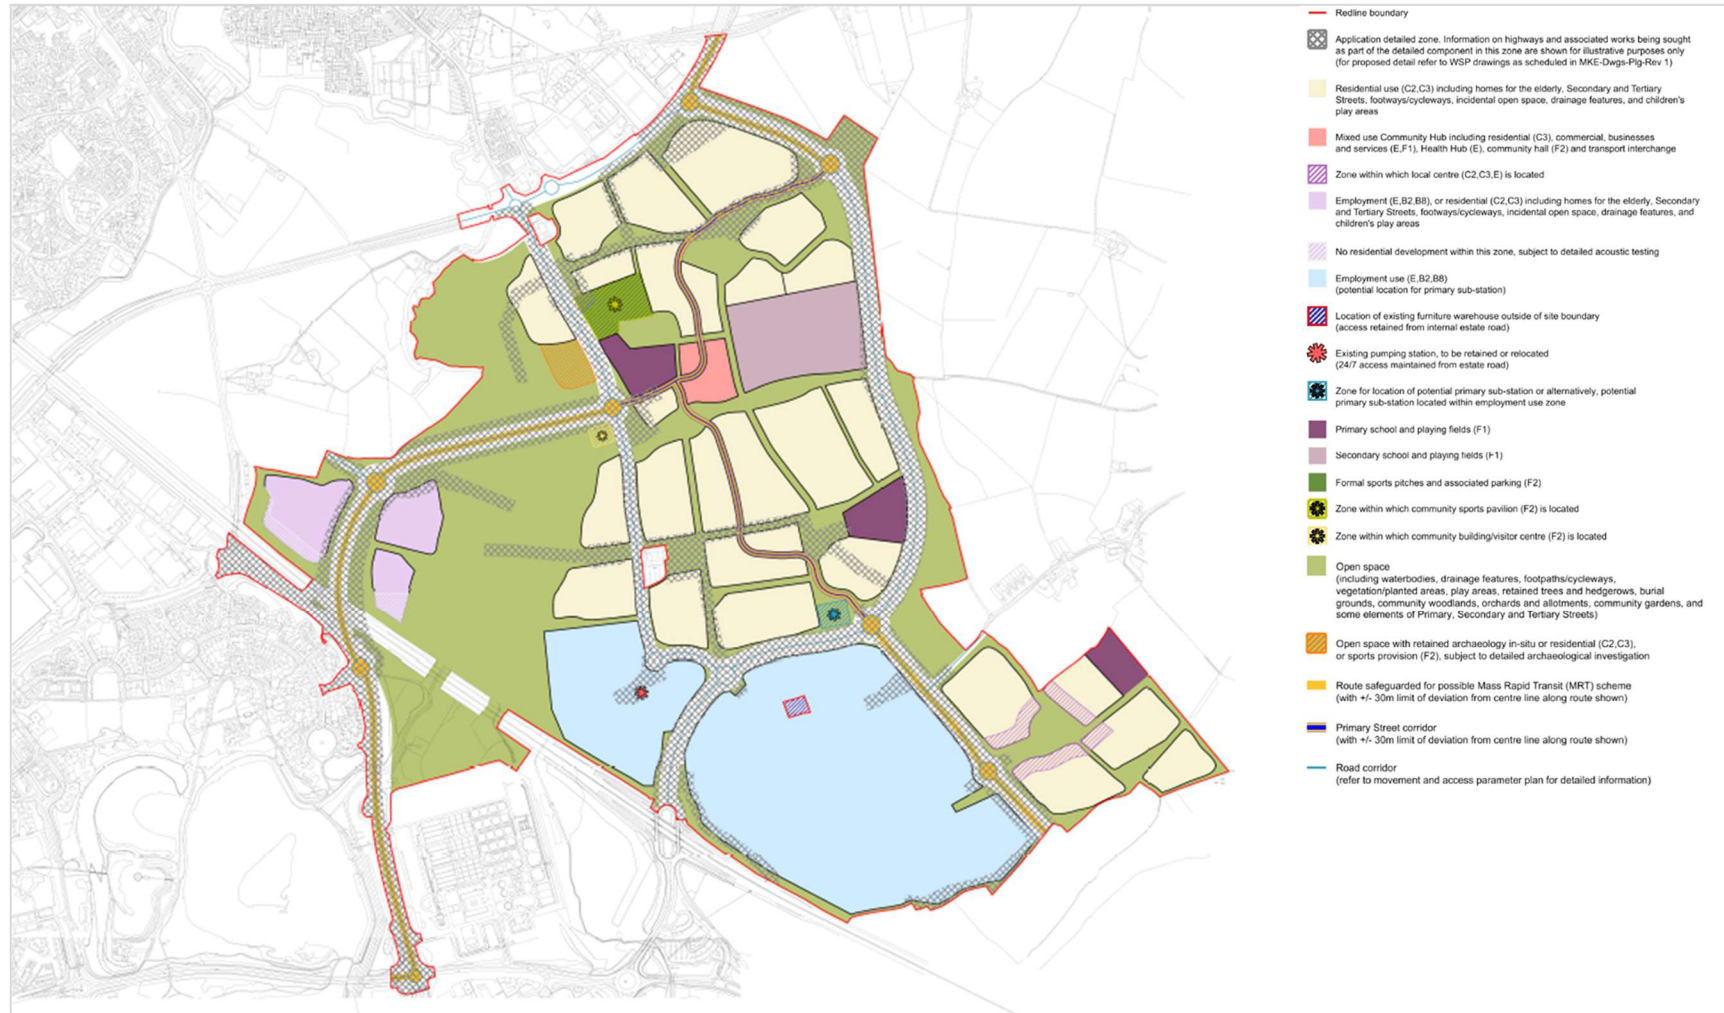 Redline boundary
Application detailed zone. Information on highways and associated works being sought
as part of the detailed component in this zone are shown for illustrative purposes only
(for proposed detail refer to WSP drawings as scheduled in MKE-Dwgs-Plg-Rev 1)
Residential use (C2,C3) including homes for the elderly, Secondary and Tertiary
Streets, footways/cycleways, incidental open space, drainage features, and children's
play areas
Mixed use Community Hub including residential (C3), commercial, businesses
and services (E,F1), Health Hub (E), community hall (F2) and transport interchange
Zone within which local centre (C2,C3,E) is located
Employment (E,B2,B8), or residential (C2,C3) including homes for the elderly, Secondary
and Tertiary Streets, footways/cycleways, incidental open space, drainage features, and
children's play areas
No residential development within this zone, subject to detailed acoustic testing
Employment use (E,B2,B8)
(potential location for primary sub-station)
Location of existing furniture warehouse outside of site boundary
(access retained from internal estate road)
Existing pumping station, to be retained or relocated
(24/7 access maintained from estate road)
Zone for location of potential primary sub-station or alternatively, potential
primary sub-station located within employment use zone
Primary school and playing fields (F1)
Secondary school and playing fields (F1)
Formal sports pitches and associated parking (F2)
Zone within which community sports pavilion (F2) is located
Zone within which community building/visitor centre (F2) is located
Open space
(including waterbodies, drainage features, footpaths/cycleways,
vegetation/planted areas, play areas, retained trees and hedgerows, burial
grounds, community woodlands, orchards and allotments, community gardens, and
some elements of Primary, Secondary and Tertiary Streets)
Open space with retained archaeology in-situ or residential (C2,C3),
or sports provision (F2), subject to detailed archaeological investigation
Route safeguarded for possible Mass Rapid Transit (MRT) scheme
(with +/- 30m limit of deviation from centre line along route shown)
Primary Street corridor
(with +/- 30m limit of deviation from centre line along route shown)
Road corridor
(refer to movement and access parameter plan for detailed information)